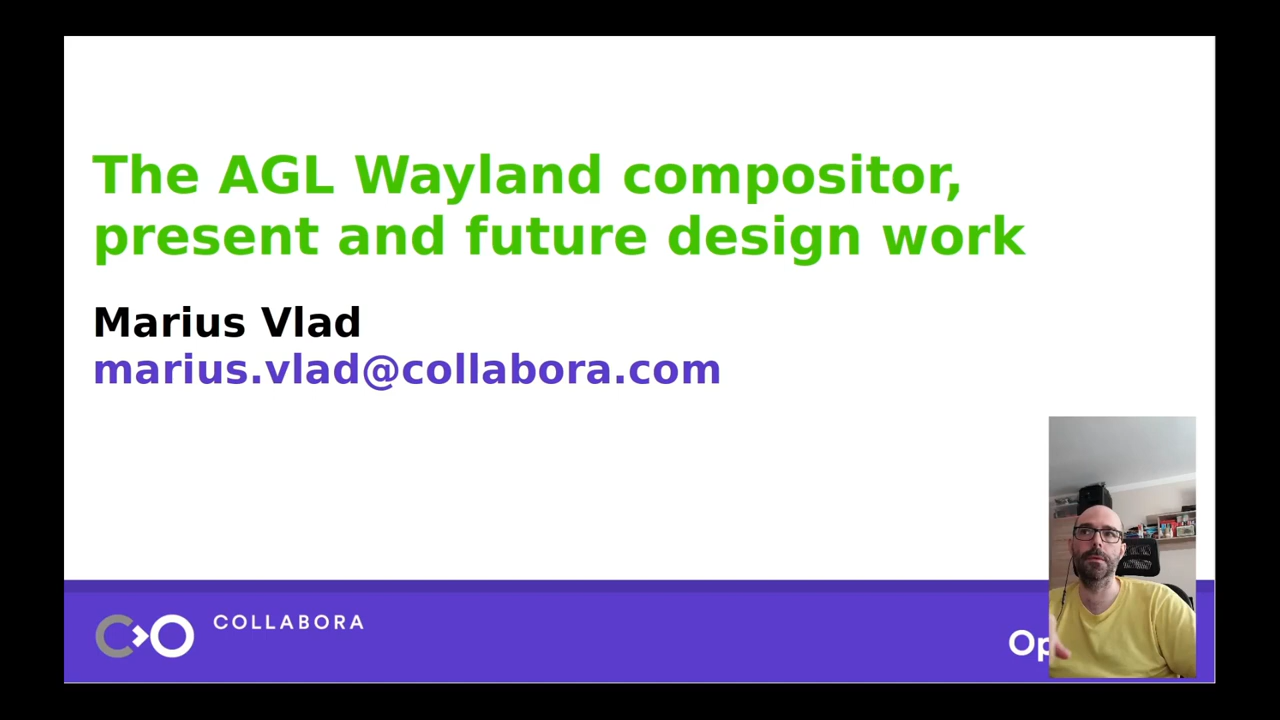 The AGL Wayland compositor,
present and future design work
Marius Vlad
marius.vlad@collabora.com
COLLABORA